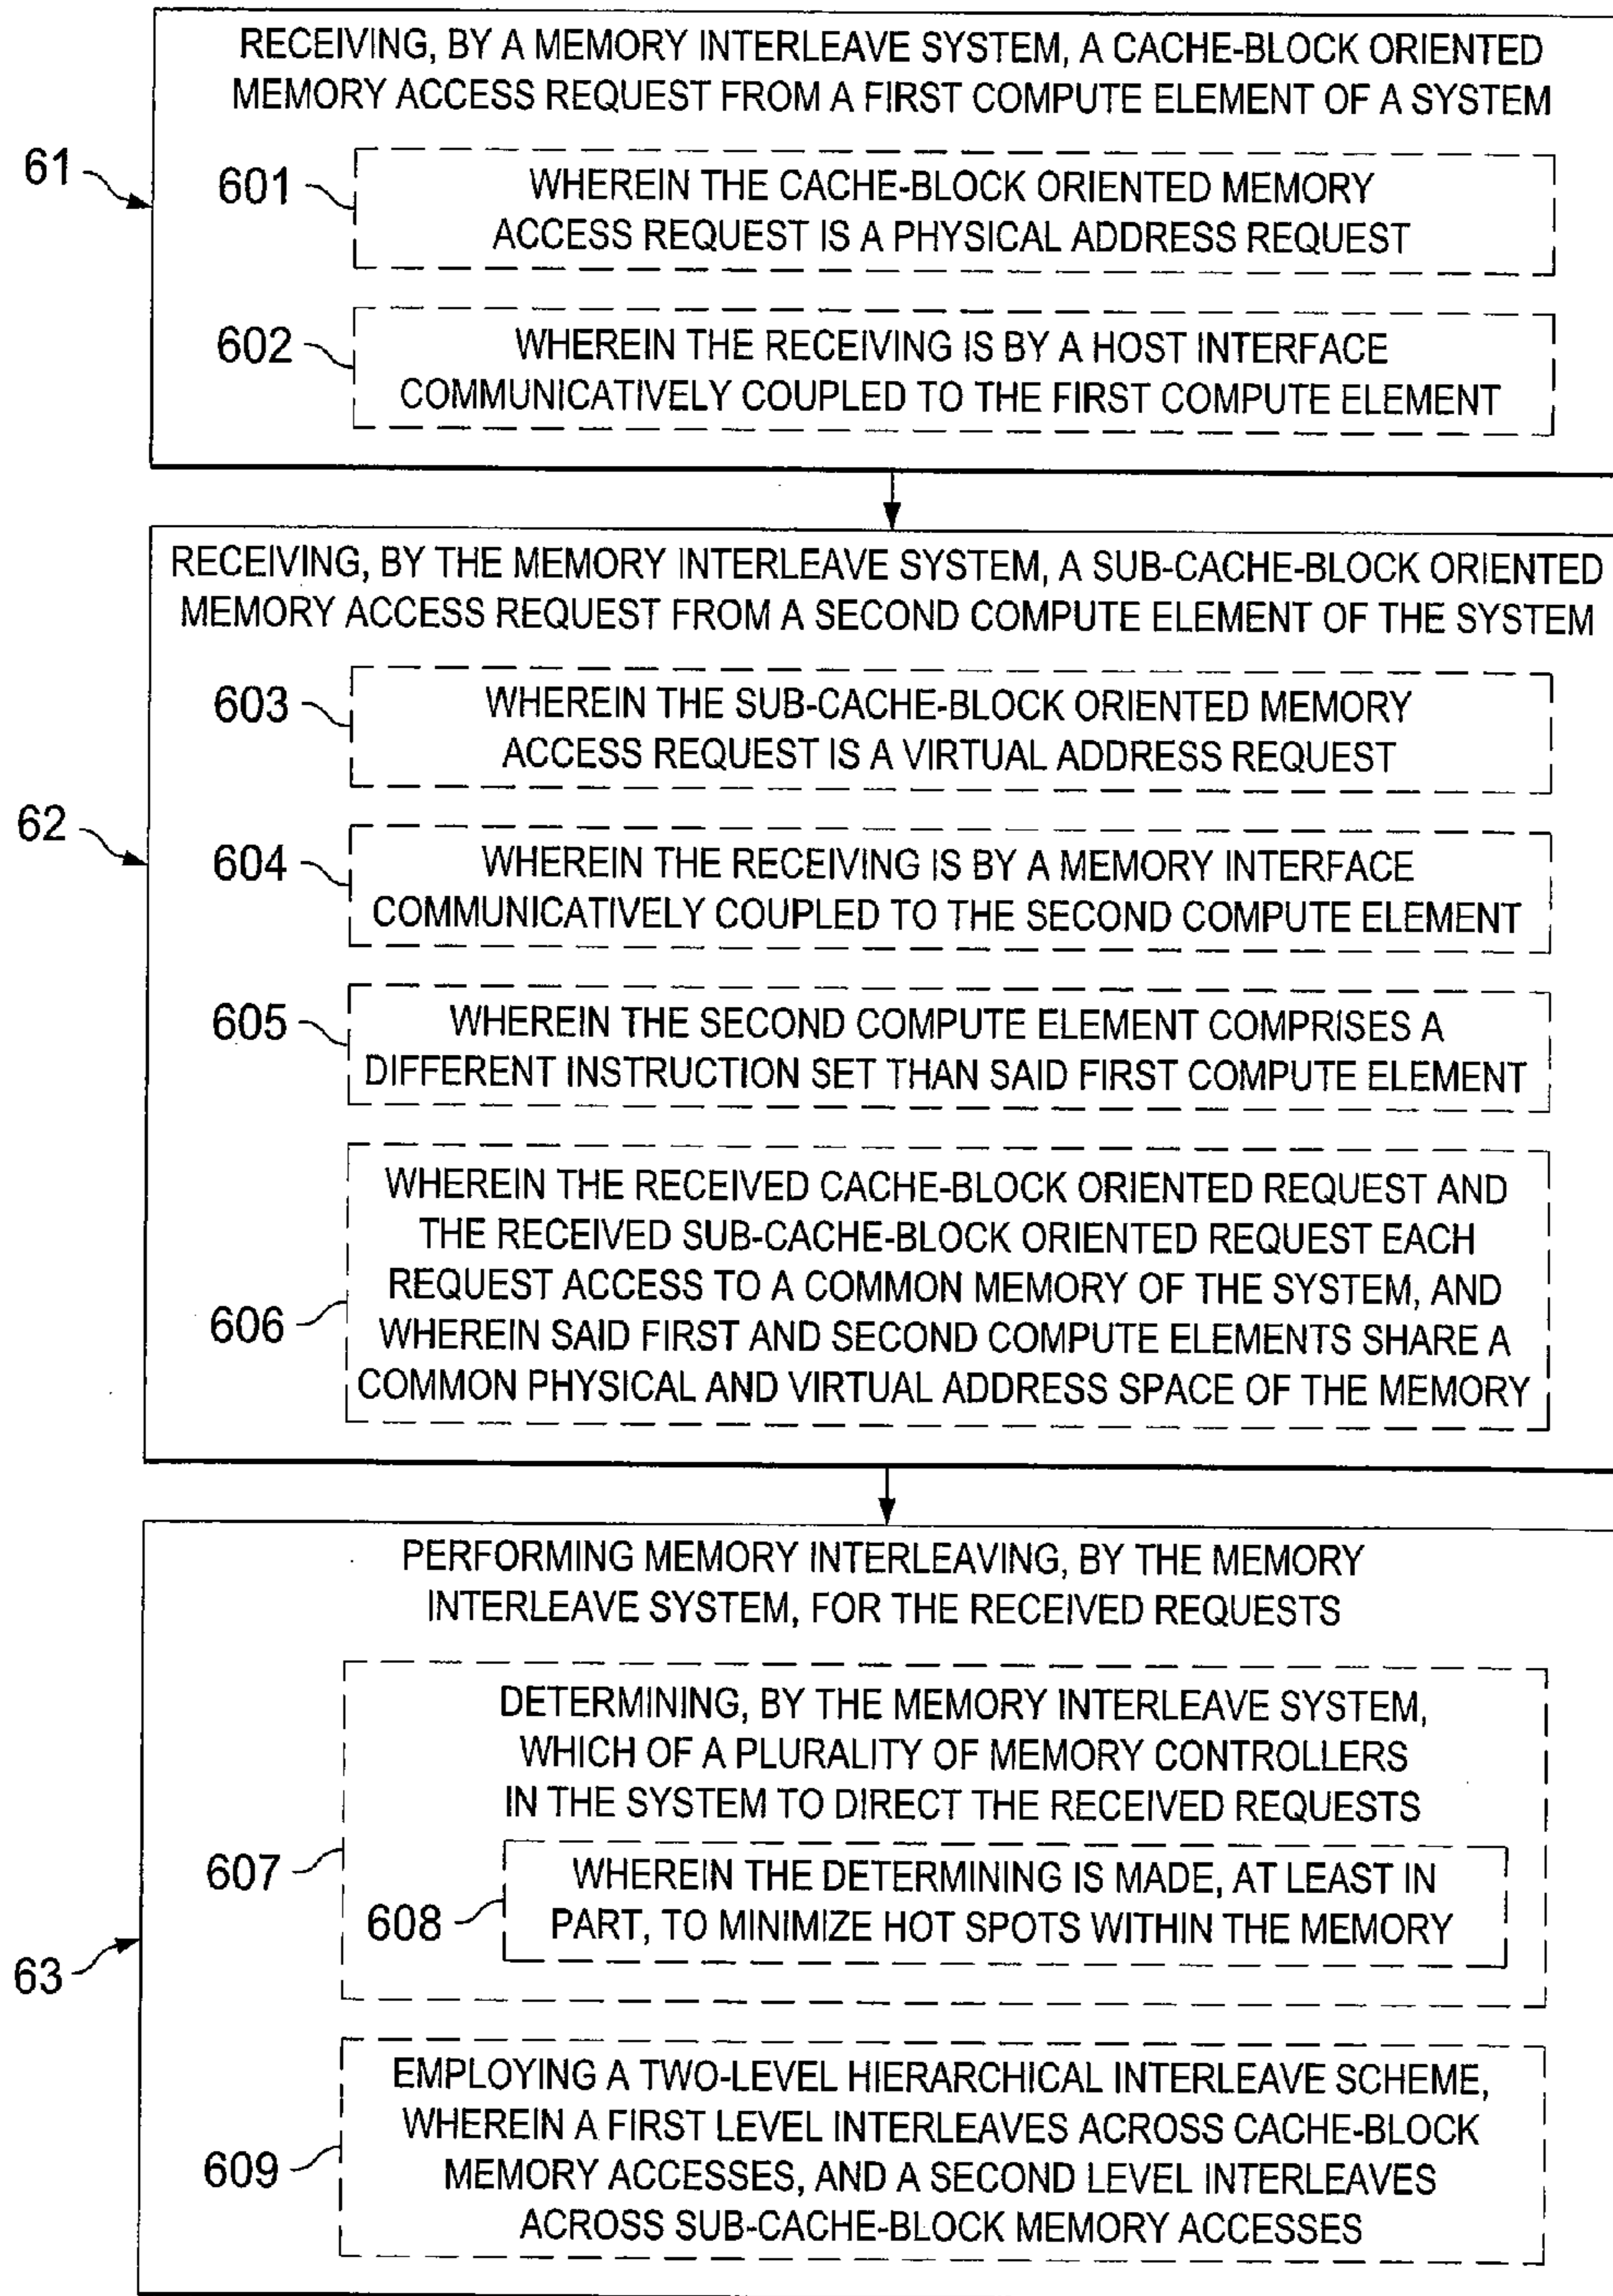 RECEIVING, BY A MEMORY INTERLEAVE SYSTEM, A CACHE-BLOCK ORIENTED
MEMORY ACCESS REQUEST FROM A FIRST COMPUTE ELEMENT OF A SYSTEM
61
601
WHEREIN THE CACHE-BLOCK ORIENTED MEMORY
ACCESS REQUEST IS A PHYSICAL ADDRESS REQUEST
602
WHEREIN THE RECEIVING IS BY A HOST INTERFACE
COMMUNICATIVELY COUPLED TO THE FIRST COMPUTE ELEMENT
RECEIVING, BY THE MEMORY INTERLEAVE SYSTEM, A SUB-CACHE-BLOCK ORIENTED
MEMORY ACCESS REQUEST FROM A SECOND COMPUTE ELEMENT OF THE SYSTEM
603
WHEREIN THE SUB-CACHE-BLOCK ORIENTED MEMORY
ACCESS REQUEST IS A VIRTUAL ADDRESS REQUEST
62
604
WHEREIN THE RECEIVING IS BY A MEMORY INTERFACE
COMMUNICATIVELY COUPLED TO THE SECOND COMPUTE ELEMENT
605
WHEREIN THE SECOND COMPUTE ELEMENT COMPRISES A
DIFFERENT INSTRUCTION SET THAN SAID FIRST COMPUTE ELEMENT
606
WHEREIN THE RECEIVED CACHE-BLOCK ORIENTED REQUEST AND
THE RECEIVED SUB-CACHE-BLOCK ORIENTED REQUEST EACH
REQUEST ACCESS TO A COMMON MEMORY OF THE SYSTEM, AND
WHEREIN SAID FIRST AND SECOND COMPUTE ELEMENTS SHARE A
COMMON PHYSICAL AND VIRTUAL ADDRESS SPACE OF THE MEMORY
PERFORMING MEMORY INTERLEAVING, BY THE MEMORY
INTERLEAVE SYSTEM, FOR THE RECEIVED REQUESTS
607
DETERMINING, BY THE MEMORY INTERLEAVE SYSTEM,
WHICH OF A PLURALITY OF MEMORY CONTROLLERS
IN THE SYSTEM TO DIRECT THE RECEIVED REQUESTS
608
WHEREIN THE DETERMINING IS MADE, AT LEAST IN
PART, TO MINIMIZE HOT SPOTS WITHIN THE MEMORY
63
609
EMPLOYING A TWO-LEVEL HIERARCHICAL INTERLEAVE SCHEME,
WHEREIN A FIRST LEVEL INTERLEAVES ACROSS CACHE-BLOCK
MEMORY ACCESSES, AND A SECOND LEVEL INTERLEAVES
ACROSS SUB-CACHE-BLOCK MEMORY ACCESSES